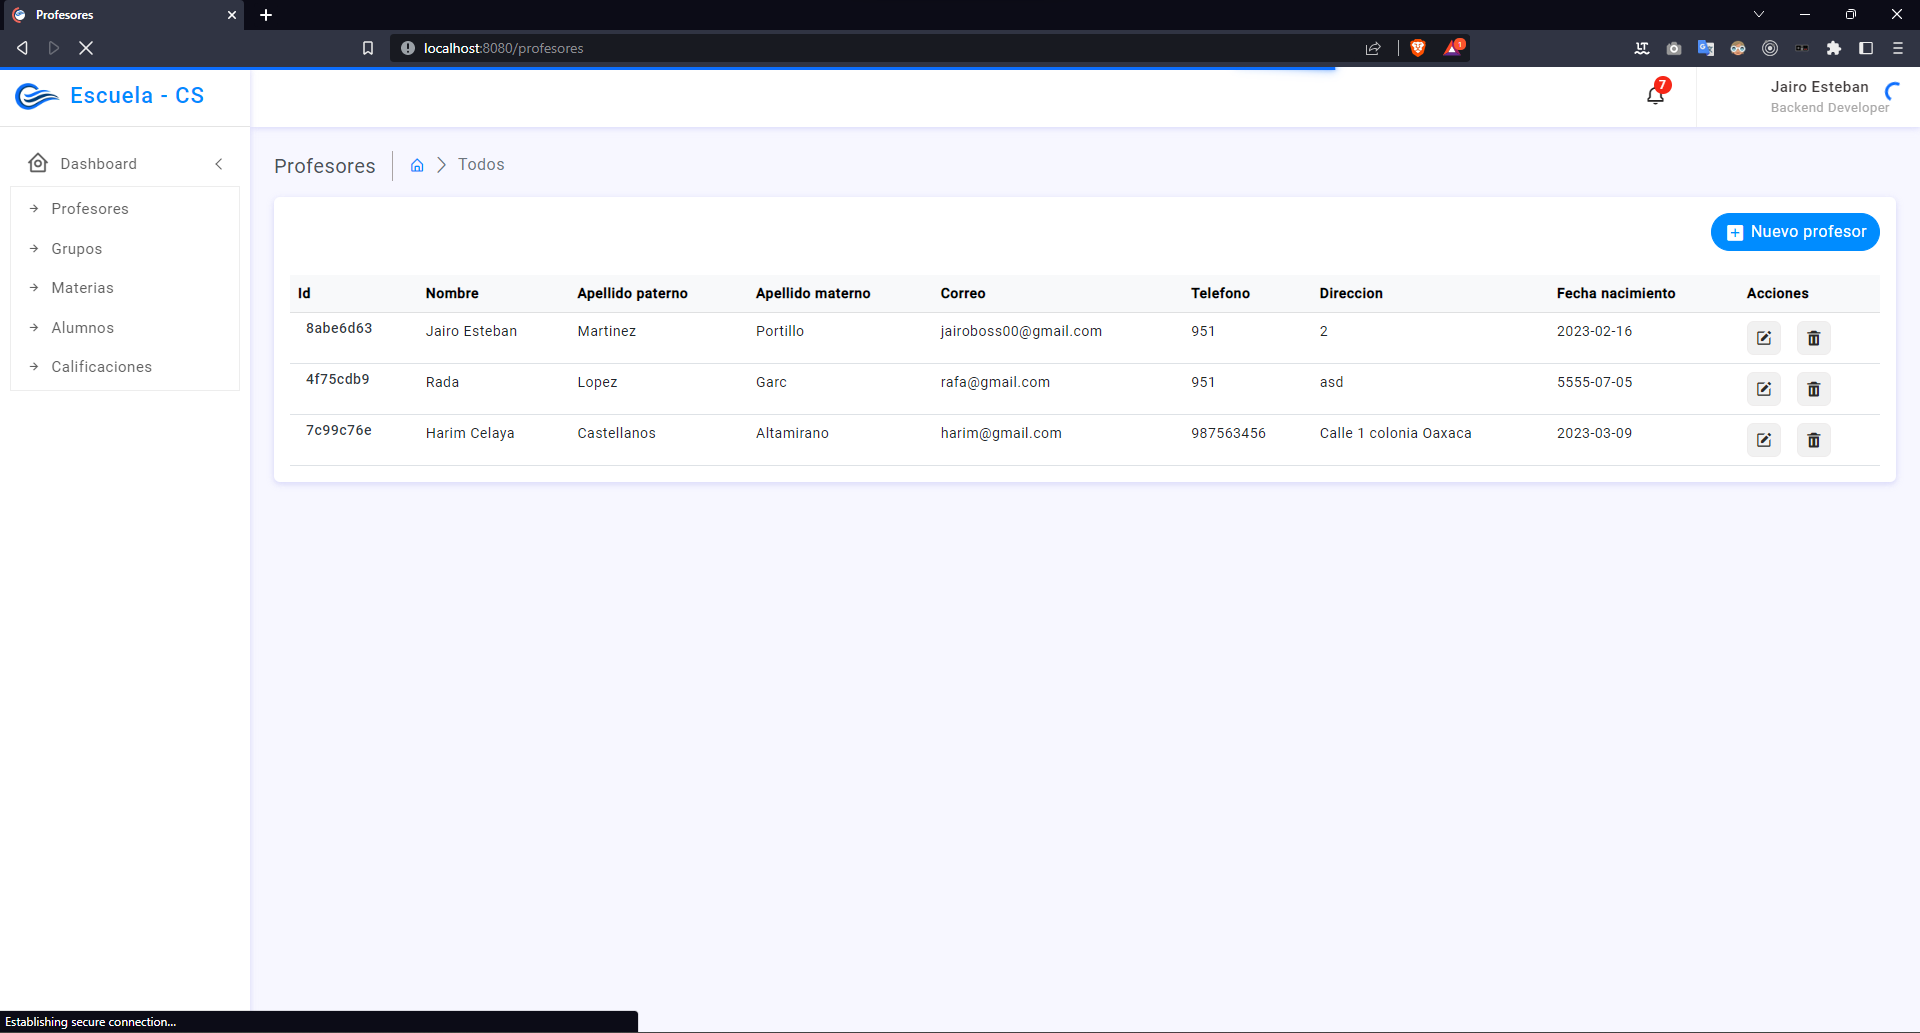 Profesores
localhost:8080/profesores
1
Escuela - CS
7
Jairo Esteban
Backend Developer
Dashboard
Profesores
Grupos
Materias
Alumnos
Calificaciones
Profesores Todos
Nuevo profesor
Id Nombre Apellido paterno Apellido materno Correo Telefono Direccion Fecha nacimiento Acciones
8abe6d63 Jairo Esteban Martinez Portillo jairoboss00@gmail.com 951 2 2023-02-16
4f75cdb9 Rada Lopez Garc rafa@gmail.com 951 asd 5555-07-05
7c99c76e Harim Celaya Castellanos Altamirano harim@gmail.com 987563456 Calle 1 colonia Oaxaca 2023-03-09
Establishing secure connection...